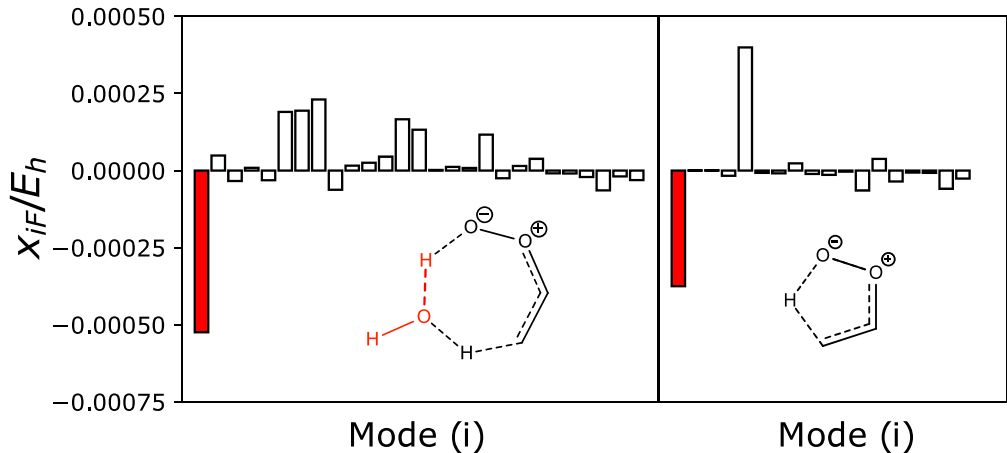 0.00050
0.00025
0.00000
−0.00025
−0.00050
−0.00075
x_iF/E_h
O ⊖
O ⊕
H
O
H
H
O ⊖
O ⊕
H
Mode (i)
Mode (i)